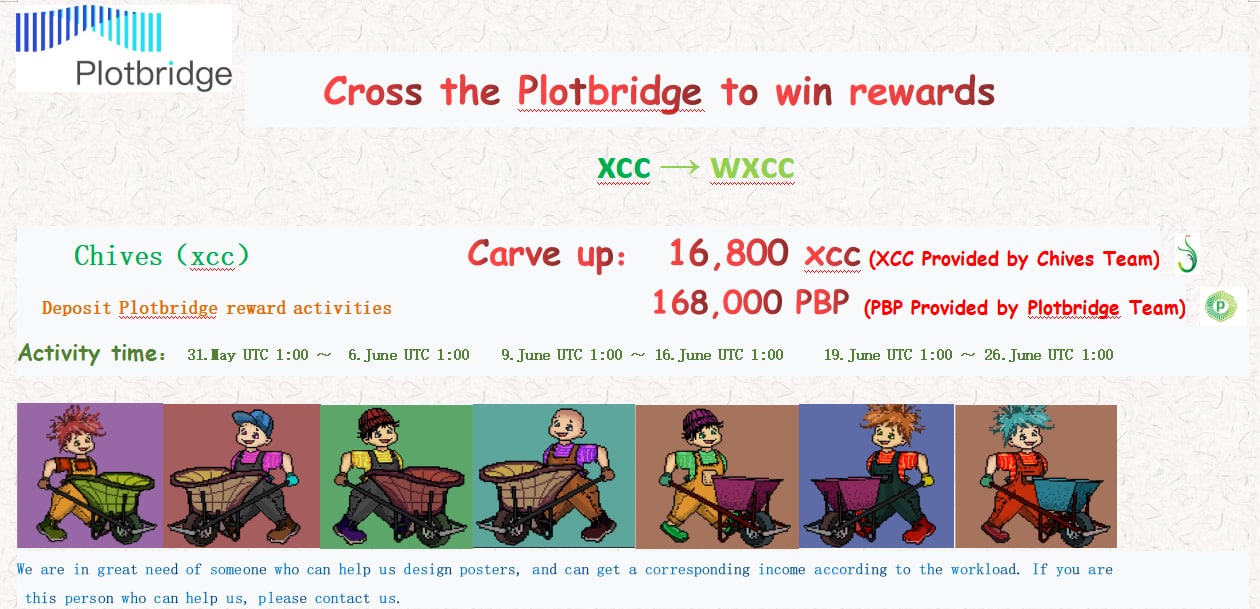 Plotbridge
Cross the Plotbridge to win rewards
xcc → wxcc
Chives（xcc） Carve up： 16,800 xcc (XCC Provided by Chives Team)
Deposit Plotbridge reward activities 168,000 PBP (PBP Provided by Plotbridge Team)
Activity time： 31.May UTC 1:00 ～ 6.June UTC 1:00 9.June UTC 1:00 ～ 16.June UTC 1:00 19.June UTC 1:00 ～ 26.June UTC 1:00
We are in great need of someone who can help us design posters, and can get a corresponding income according to the workload. If you are
this person who can help us, please contact us.